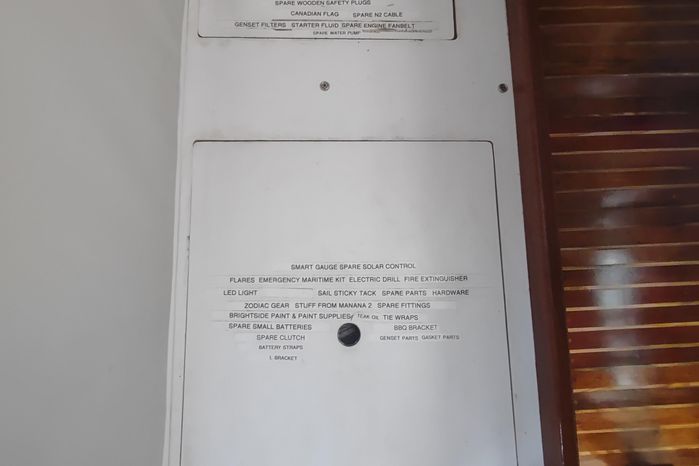 SPARE WOODEN SAFETY PLUGS
CANADIAN FLAG SPARE N2 CABLE
GENSET FILTERS STARTER FLUID SPARE ENGINE FANBELT
SPARE WATER PUMP
SMART GAUGE SPARE SOLAR CONTROL
FLARES EMERGENCY MARITIME KIT ELECTRIC DRILL FIRE EXTINGUISHER
LED LIGHT SAIL STICKY TACK SPARE PARTS HARDWARE
ZODIAC GEAR STUFF FROM MANANA 2 SPARE FITTINGS
BRIGHTSIDE PAINT & PAINT SUPPLIES TEAK OIL TIE WRAPS
SPARE SMALL BATTERIES BBQ BRACKET
SPARE CLUTCH GENSET PARTS GASKET PARTS
BATTERY STRAPS
L BRACKET